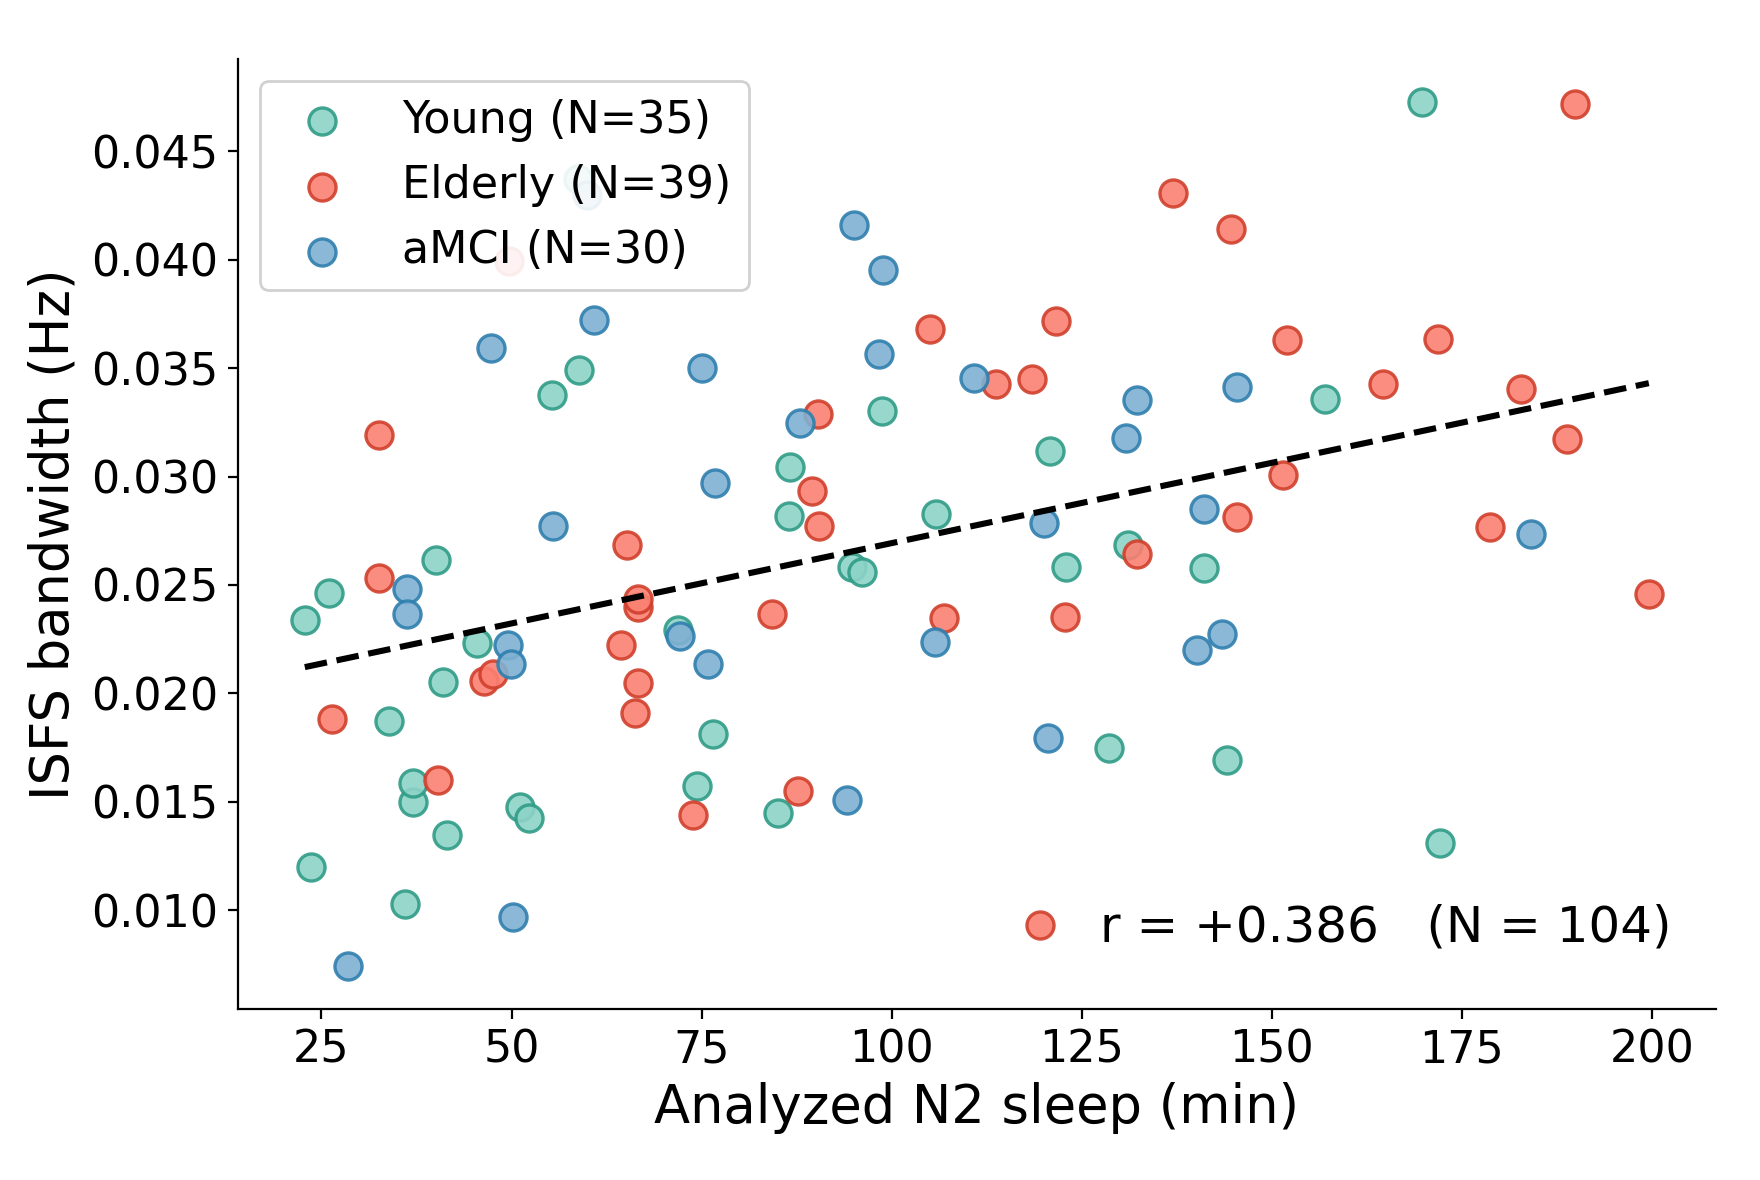 Young (N=35)
Elderly (N=39)
aMCI (N=30)
0.045
0.040
0.035
0.030
0.025
0.020
0.015
0.010
ISFS bandwidth (Hz)
r = +0.386 (N = 104)
25 50 75 100 125 150 175 200
Analyzed N2 sleep (min)